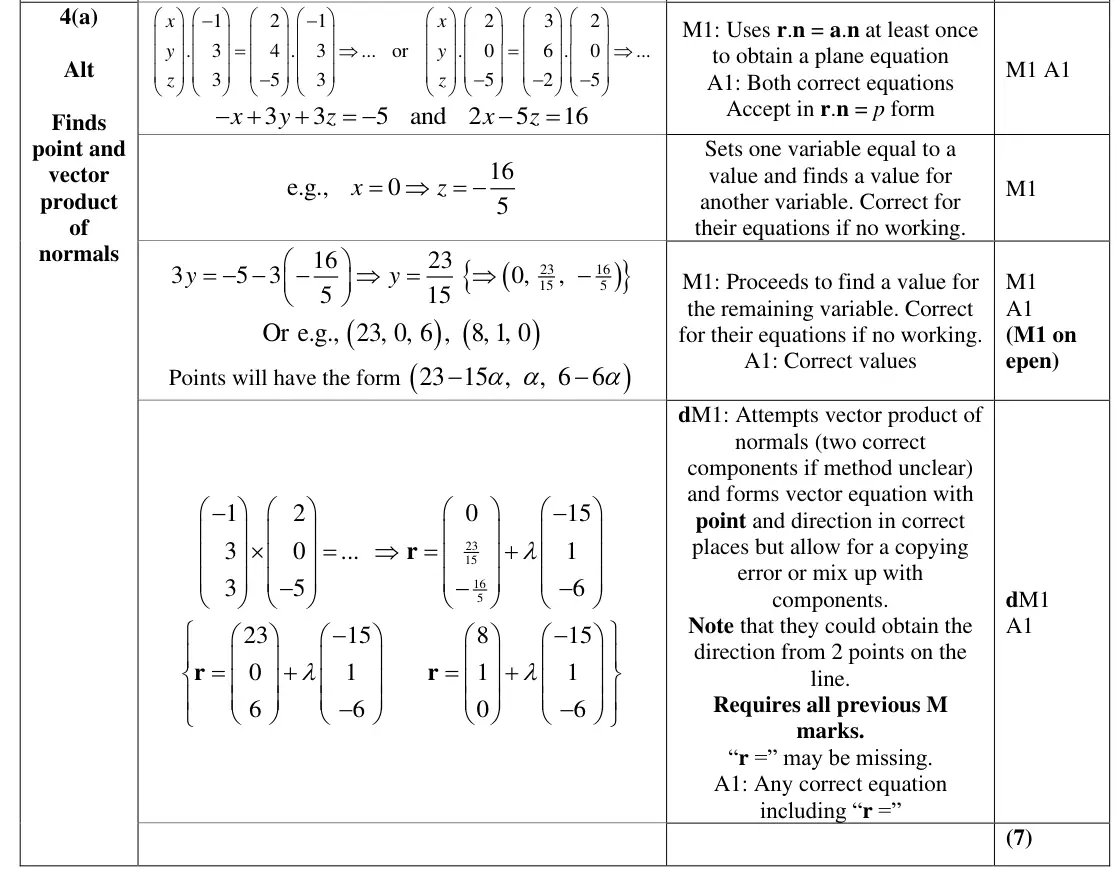 4(a)
Alt
Finds
point and
vector
product
of
normals
(x y z) . (−1 3 3) = (2 4 −5) . (−1 3 3) ⇒ ... or (x y z) . (2 0 −5) = (3 6 −2) . (2 0 −5) ⇒ ...
−x + 3y + 3z = −5 and 2x − 5z = 16
M1: Uses r.n = a.n at least once
to obtain a plane equation
A1: Both correct equations
Accept in r.n = p form
M1 A1
e.g., x = 0 ⇒ z = −16/5
Sets one variable equal to a
value and finds a value for
another variable. Correct for
their equations if no working.
M1
3y = −5 − 3(−16/5) ⇒ y = 23/15 {⇒ (0, 23/15, −16/5)}
Or e.g., (23, 0, 6), (8, 1, 0)
Points will have the form (23−15α, α, 6−6α)
M1: Proceeds to find a value for
the remaining variable. Correct
for their equations if no working.
A1: Correct values
M1
A1
(M1 on
epen)
(−1 3 3) × (2 0 −5) = ... ⇒ r = (0 23/15 −16/5) + λ(−15 1 −6)
{r = (23 0 6) + λ(−15 1 −6) r = (8 1 0) + λ(−15 1 −6)}
dM1: Attempts vector product of
normals (two correct
components if method unclear)
and forms vector equation with
point and direction in correct
places but allow for a copying
error or mix up with
components.
Note that they could obtain the
direction from 2 points on the
line.
Requires all previous M
marks.
“r =” may be missing.
A1: Any correct equation
including “r =”
dM1
A1
(7)